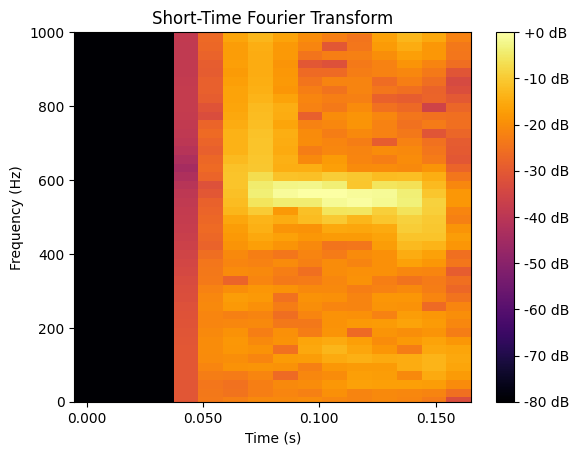 Short-Time Fourier Transform
1000
800
600
400
200
0
Frequency (Hz)
0.000
0.050
0.100
0.150
Time (s)
+0 dB
-10 dB
-20 dB
-30 dB
-40 dB
-50 dB
-60 dB
-70 dB
-80 dB